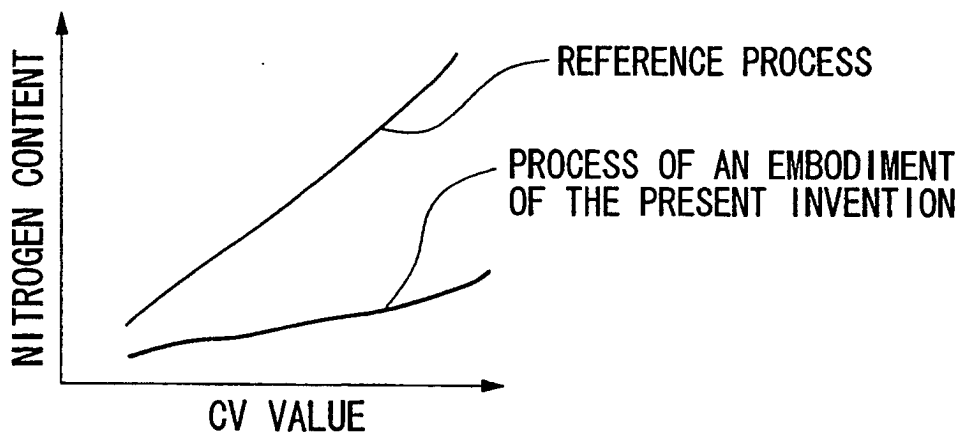 NITROGEN CONTENT
REFERENCE PROCESS
PROCESS OF AN EMBODIMENT
OF THE PRESENT INVENTION
CV VALUE